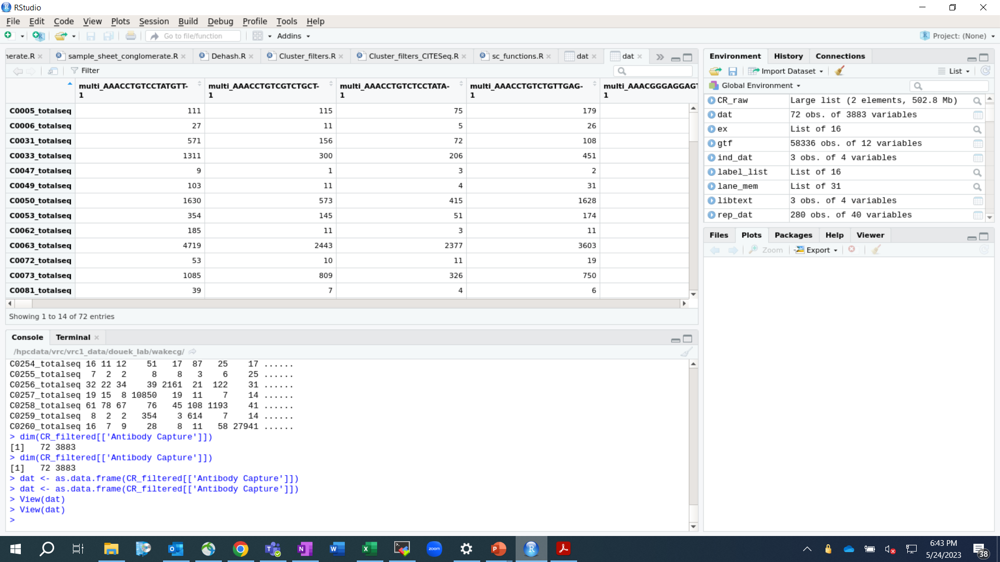 RStudio
File Edit Code View Plots Session Build Debug Profile Tools Help
Go to file/function Addins Project: (None)
nerate.R sample_sheet_conglomerate.R Dehash.R Cluster_filters.R Cluster_filters_CITESeq.R sc_functions.R dat dat
Filter
multi_AAACCTGTCCTATGTT-1 multi_AAACCTGTCGTCTGCT-1 multi_AAACCTGTCTCCTATA-1 multi_AAACCTGTCTGTTGAG-1 multi_AAACGGGAGGAGT 1
C0005_totalseq 111 115 75 179
C0006_totalseq 27 11 5 26
C0031_totalseq 571 156 72 108
C0033_totalseq 1311 300 206 451
C0047_totalseq 9 1 3 2
C0049_totalseq 103 11 4 31
C0050_totalseq 1630 573 415 1628
C0053_totalseq 354 145 51 174
C0062_totalseq 185 11 3 11
C0063_totalseq 4719 2443 2377 3603
C0072_totalseq 53 10 11 19
C0073_totalseq 1085 809 326 750
C0081_totalseq 39 7 4 6
Showing 1 to 14 of 72 entries
Console Terminal
/hpcdata/vrc/vrc1_data/douek_lab/wakecg/
C0254_totalseq 16 11 12 51 17 87 25 17 ......
C0255_totalseq 7 2 2 8 8 3 6 25 ......
C0256_totalseq 32 22 34 39 2161 21 122 31 ......
C0257_totalseq 19 15 8 10850 19 11 7 14 ......
C0258_totalseq 61 78 67 76 45 108 1193 41 ......
C0259_totalseq 8 2 2 354 3 614 7 14 ......
C0260_totalseq 16 7 9 28 8 11 58 27941 ......
> dim(CR_filtered[['Antibody Capture']])
[1] 72 3883
> dim(CR_filtered[['Antibody Capture']])
[1] 72 3883
> dat <- as.data.frame(CR_filtered[['Antibody Capture']])
> dat <- as.data.frame(CR_filtered[['Antibody Capture']])
> View(dat)
> View(dat)
>
Environment History Connections
Import Dataset List
Global Environment
CR_raw Large list (2 elements, 502.8 Mb)
dat 72 obs. of 3883 variables
ex List of 16
gtf 58336 obs. of 12 variables
ind_dat 3 obs. of 4 variables
label_list List of 16
lane_mem List of 31
libtext 3 obs. of 4 variables
rep_dat 280 obs. of 40 variables
Files Plots Packages Help Viewer
Zoom Export
zoom
6:43 PM
5/24/2023
38